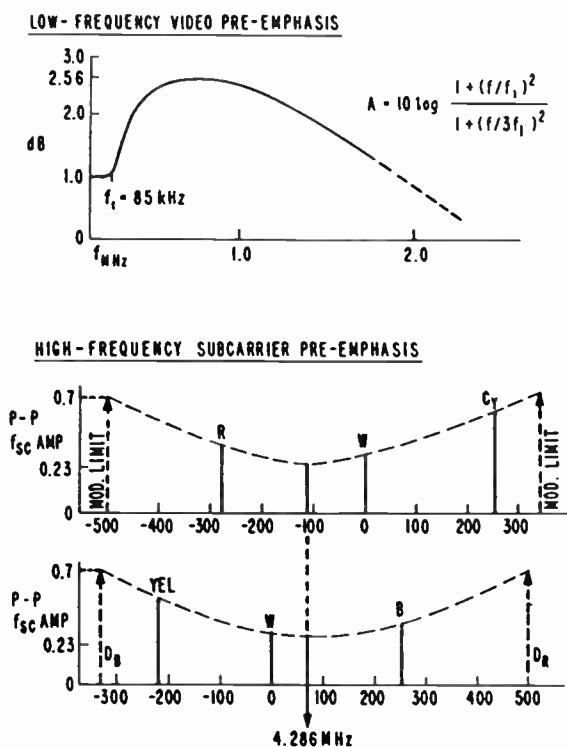 LOW-FREQUENCY VIDEO PRE-EMPHASIS
3.0
2.56
2.0
dB
1.0
0
A = 10 log 1 + (f/f₁)² / 1 + (f/3f₁)²
f₁ = 85 kHz
fMHz 1.0 2.0
HIGH-FREQUENCY SUBCARRIER PRE-EMPHASIS
0.7
P-P
fSC AMP
0.23
0
MOD. LIMIT
R
W
CY
MOD. LIMIT
-500 -400 -300 -200 -100 0 100 200 300
0.7
P-P
fSC AMP
0.23
0
DB
YEL
W
B
DR
-300 -200 -100 0 100 200 300 400 500
4.286 MHz